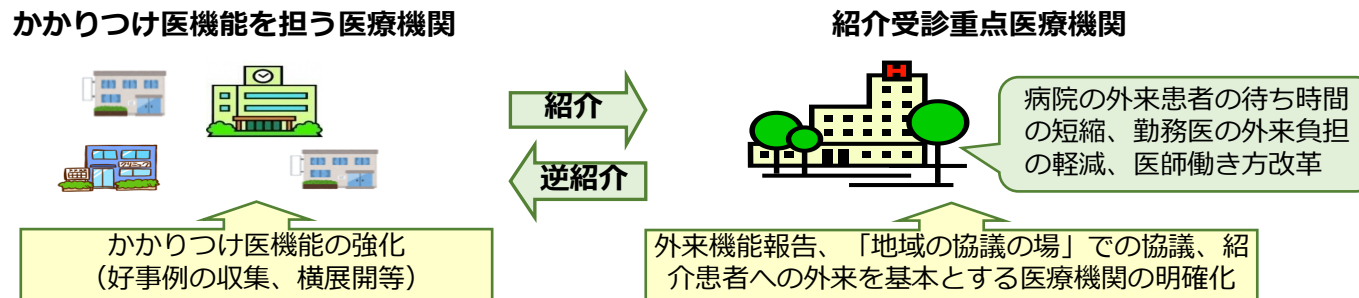 かかりつけ医機能を担う医療機関
紹介受診重点医療機関
紹介
逆紹介
病院の外来患者の待ち時間
の短縮、勤務医の外来負担
の軽減、医師働き方改革
かかりつけ医機能の強化
（好事例の収集、横展開等）
外来機能報告、「地域の協議の場」での協議、紹
介患者への外来を基本とする医療機関の明確化
クリニック
H